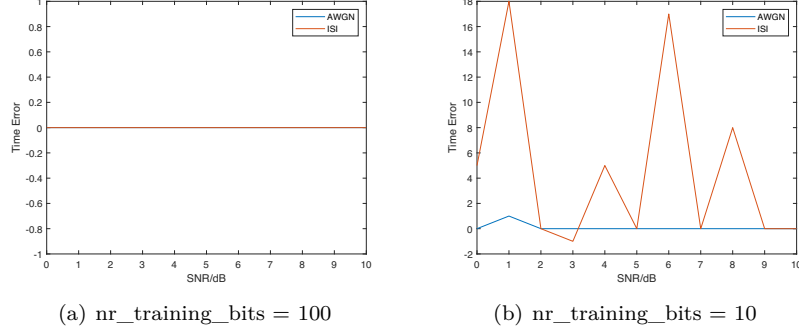 1
0.8
0.6
0.4
0.2
0
-0.2
-0.4
-0.6
-0.8
-1
Time Error
AWGN
ISI
0 1 2 3 4 5 6 7 8 9 10
SNR/dB
(a) nr_training_bits = 100
18
16
14
12
10
8
6
4
2
0
-2
Time Error
AWGN
ISI
0 1 2 3 4 5 6 7 8 9 10
SNR/dB
(b) nr_training_bits = 10